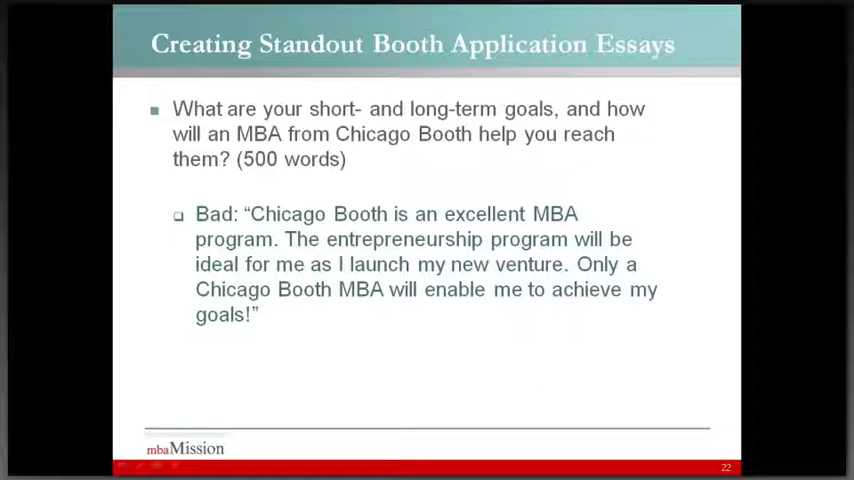 Creating Standout Booth Application Essays
What are your short- and long-term goals, and how
will an MBA from Chicago Booth help you reach
them? (500 words)
Bad: “Chicago Booth is an excellent MBA
program. The entrepreneurship program will be
ideal for me as I launch my new venture. Only a
Chicago Booth MBA will enable me to achieve my
goals!”
mbaMission
22